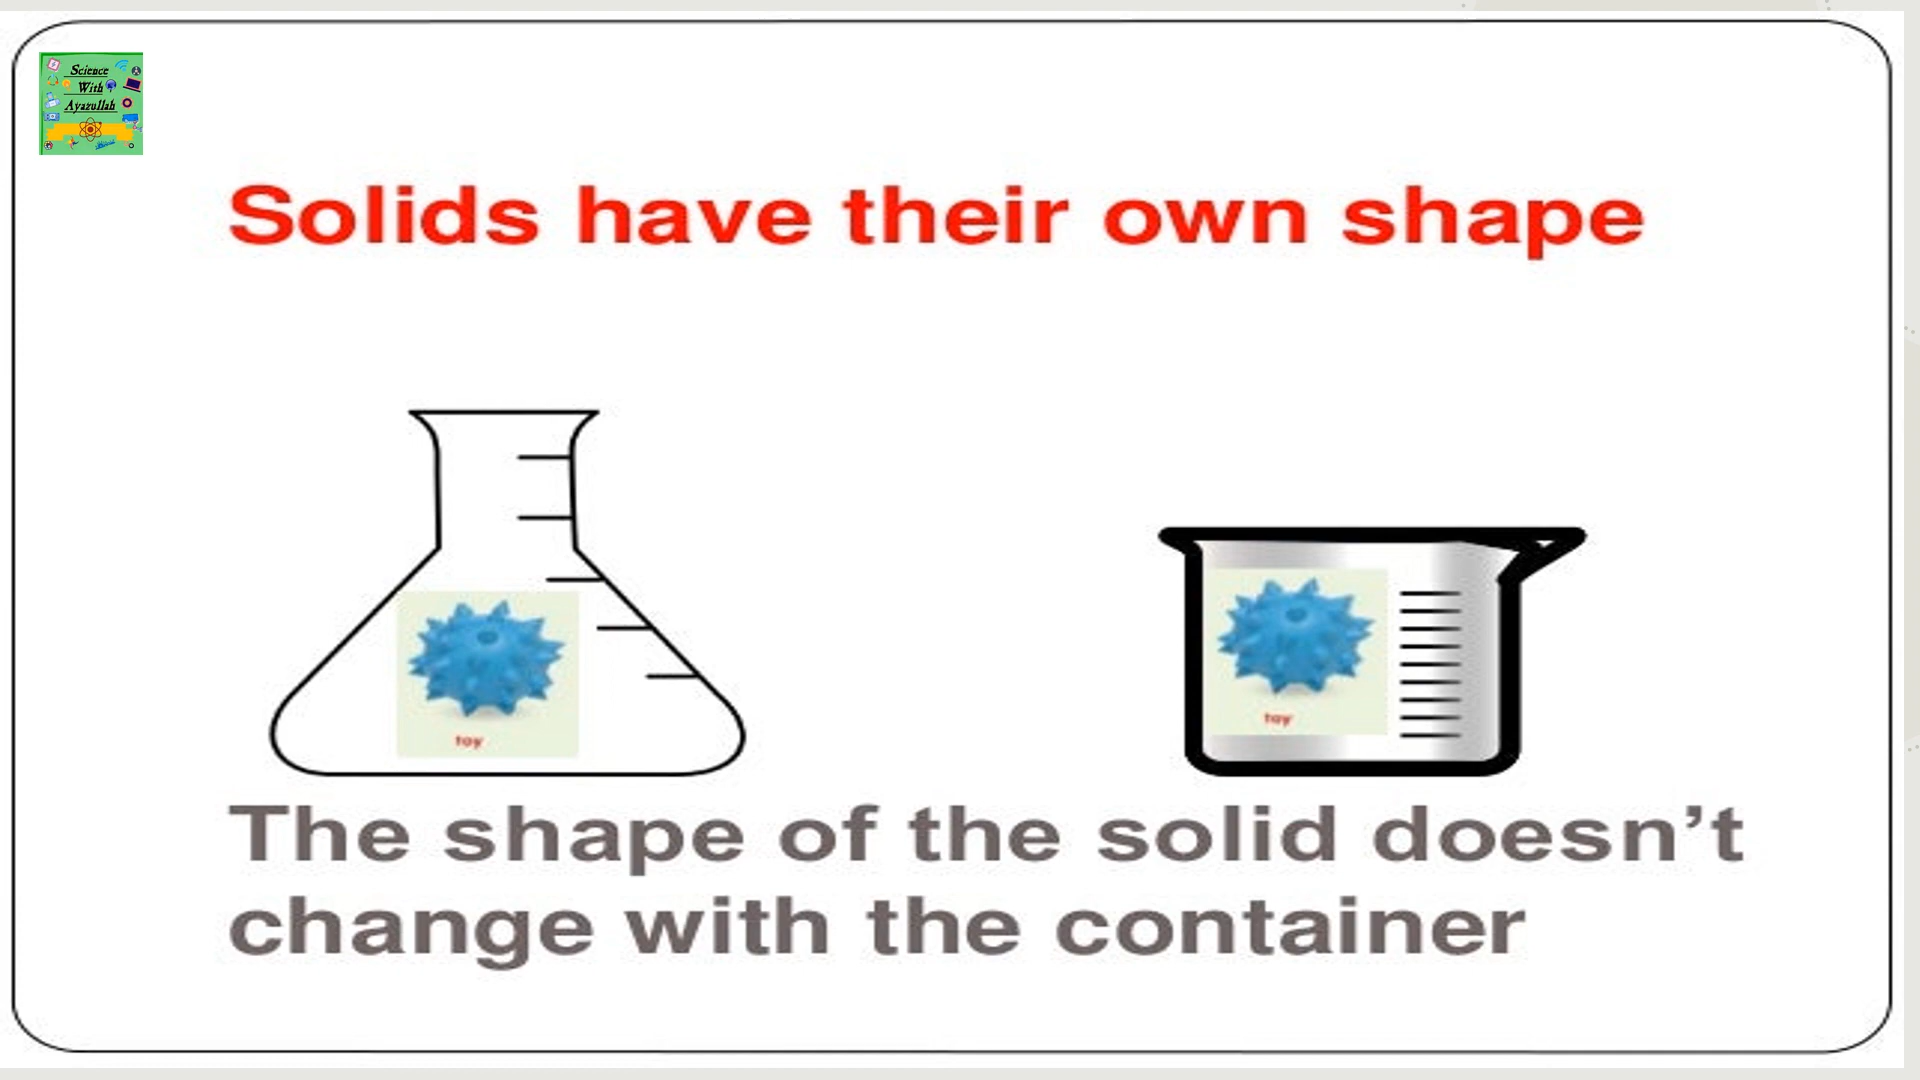 Science
With
Ayazullah
Solids have their own shape
toy
toy
The shape of the solid doesn’t
change with the container